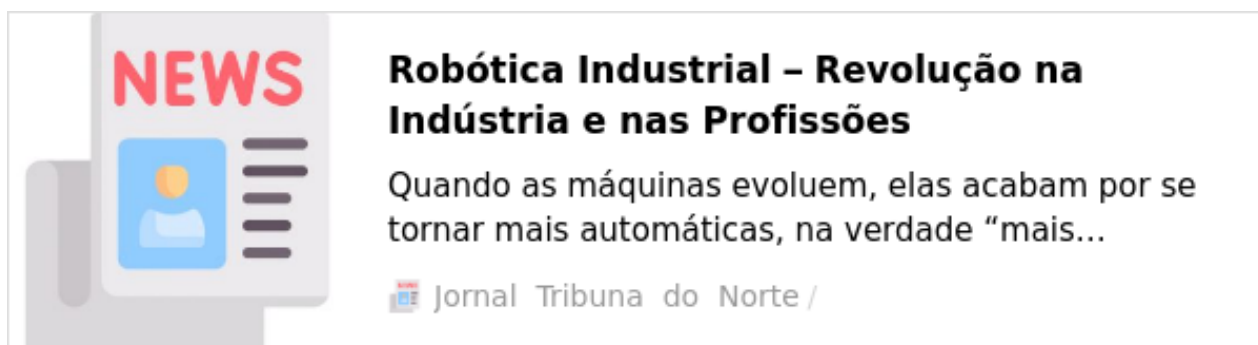 NEWS
Robótica Industrial – Revolução na
Indústria e nas Profissões
Quando as máquinas evoluem, elas acabam por se
tornar mais automáticas, na verdade “mais...
Jornal Tribuna do Norte /